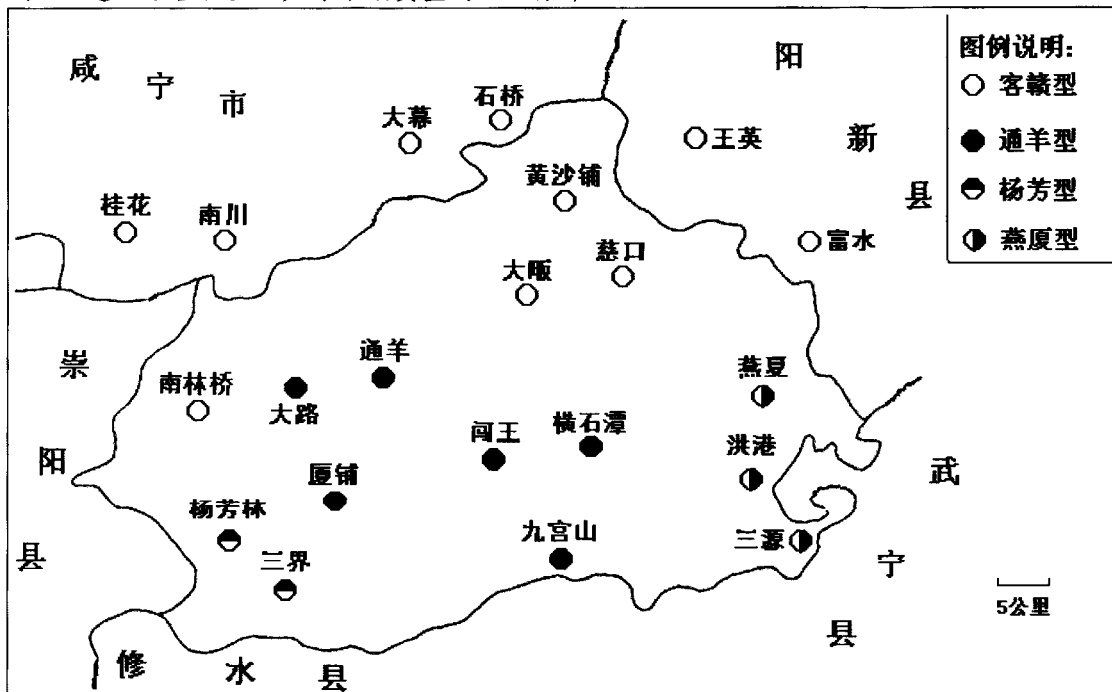 咸宁市
阳新县
图例说明：
客赣型
通羊型
杨芳型
燕厦型
石桥
大幕
王英
黄沙铺
桂花
南川
富水
慈口
大畈
崇阳县
通羊
南林桥
大路
燕夏
横石潭
闯王
洪港
厦铺
武宁县
杨芳林
九宫山
三源
三界
5公里
修水县